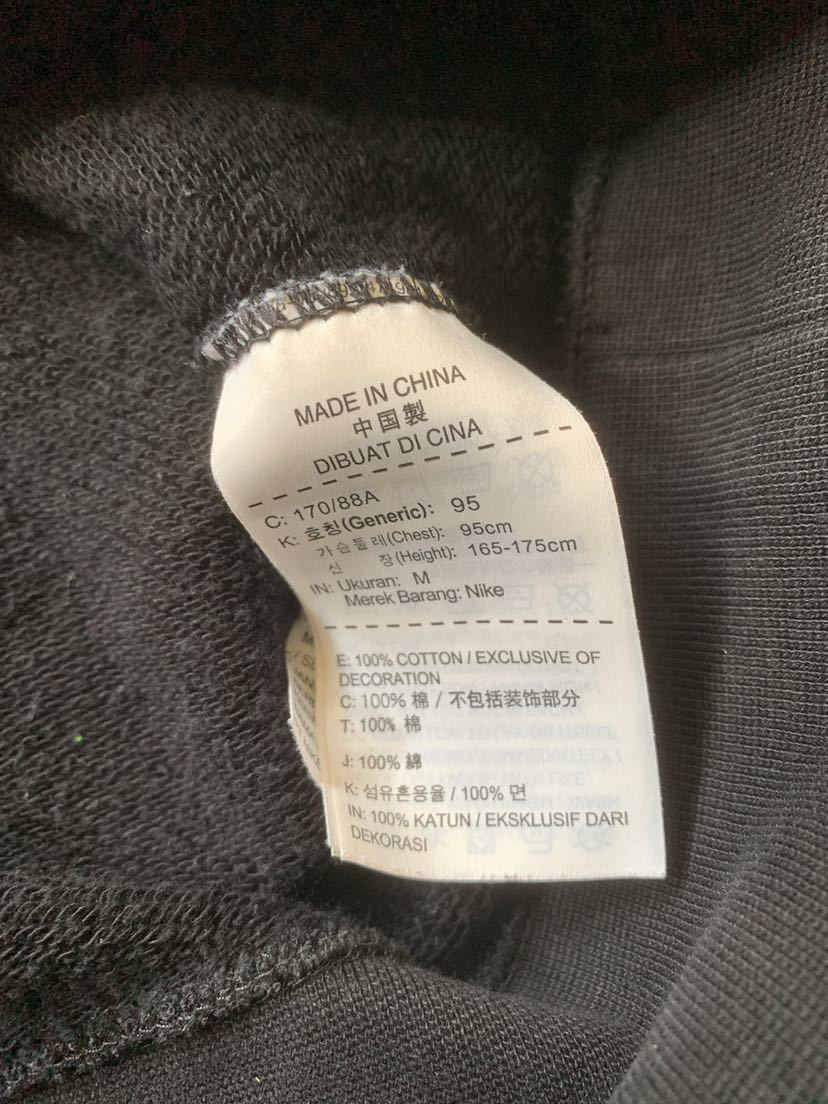 MADE IN CHINA
中国製
DIBUAT DI CINA
C: 170/88A
K: 호칭(Generic): 95
가슴둘레(Chest): 95cm
신 장(Height): 165-175cm
IN: Ukuran: M
Merek Barang: Nike
E: 100% COTTON / EXCLUSIVE OF
DECORATION
C: 100% 棉 / 不包括装饰部分
T: 100% 棉
J: 100% 綿
K: 섬유혼용율 / 100% 면
IN: 100% KATUN / EKSKLUSIF DARI
DEKORASI